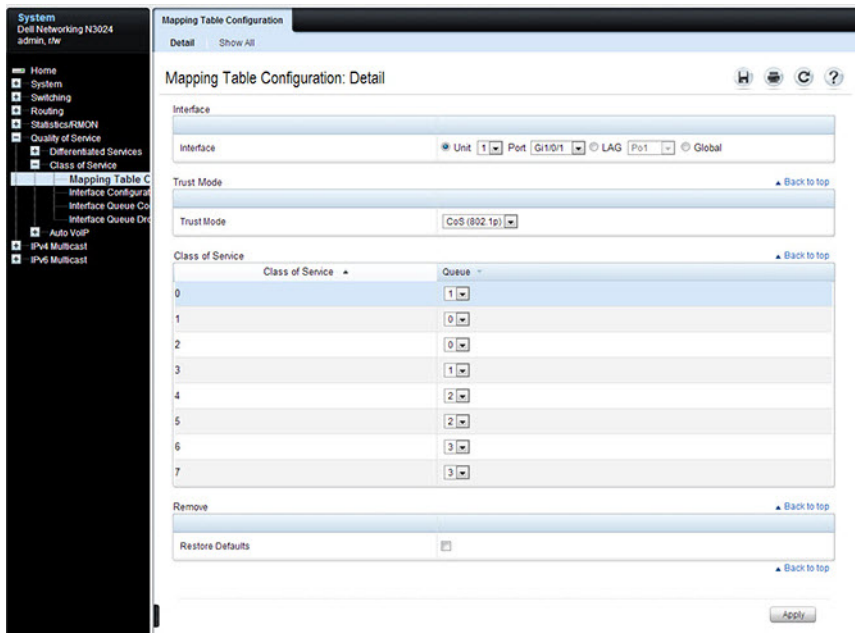 System
Dell Networking N3024
admin, r/w
Home
System
Switching
Routing
Statistics/RMON
Quality of Service
Differentiated Services
Class of Service
Mapping Table C
Interface Configurat
Interface Queue Co
Interface Queue Dro
Auto VoIP
IPv4 Multicast
IPv6 Multicast
Mapping Table Configuration
Detail Show All
Mapping Table Configuration: Detail
Interface
Interface Unit 1 Port Gi1/0/1 LAG Po1 Global
Trust Mode Back to top
Trust Mode CoS (802.1p)
Class of Service Back to top
Class of Service Queue
0 1
1 0
2 0
3 1
4 2
5 2
6 3
7 3
Remove Back to top
Restore Defaults
Back to top
Apply